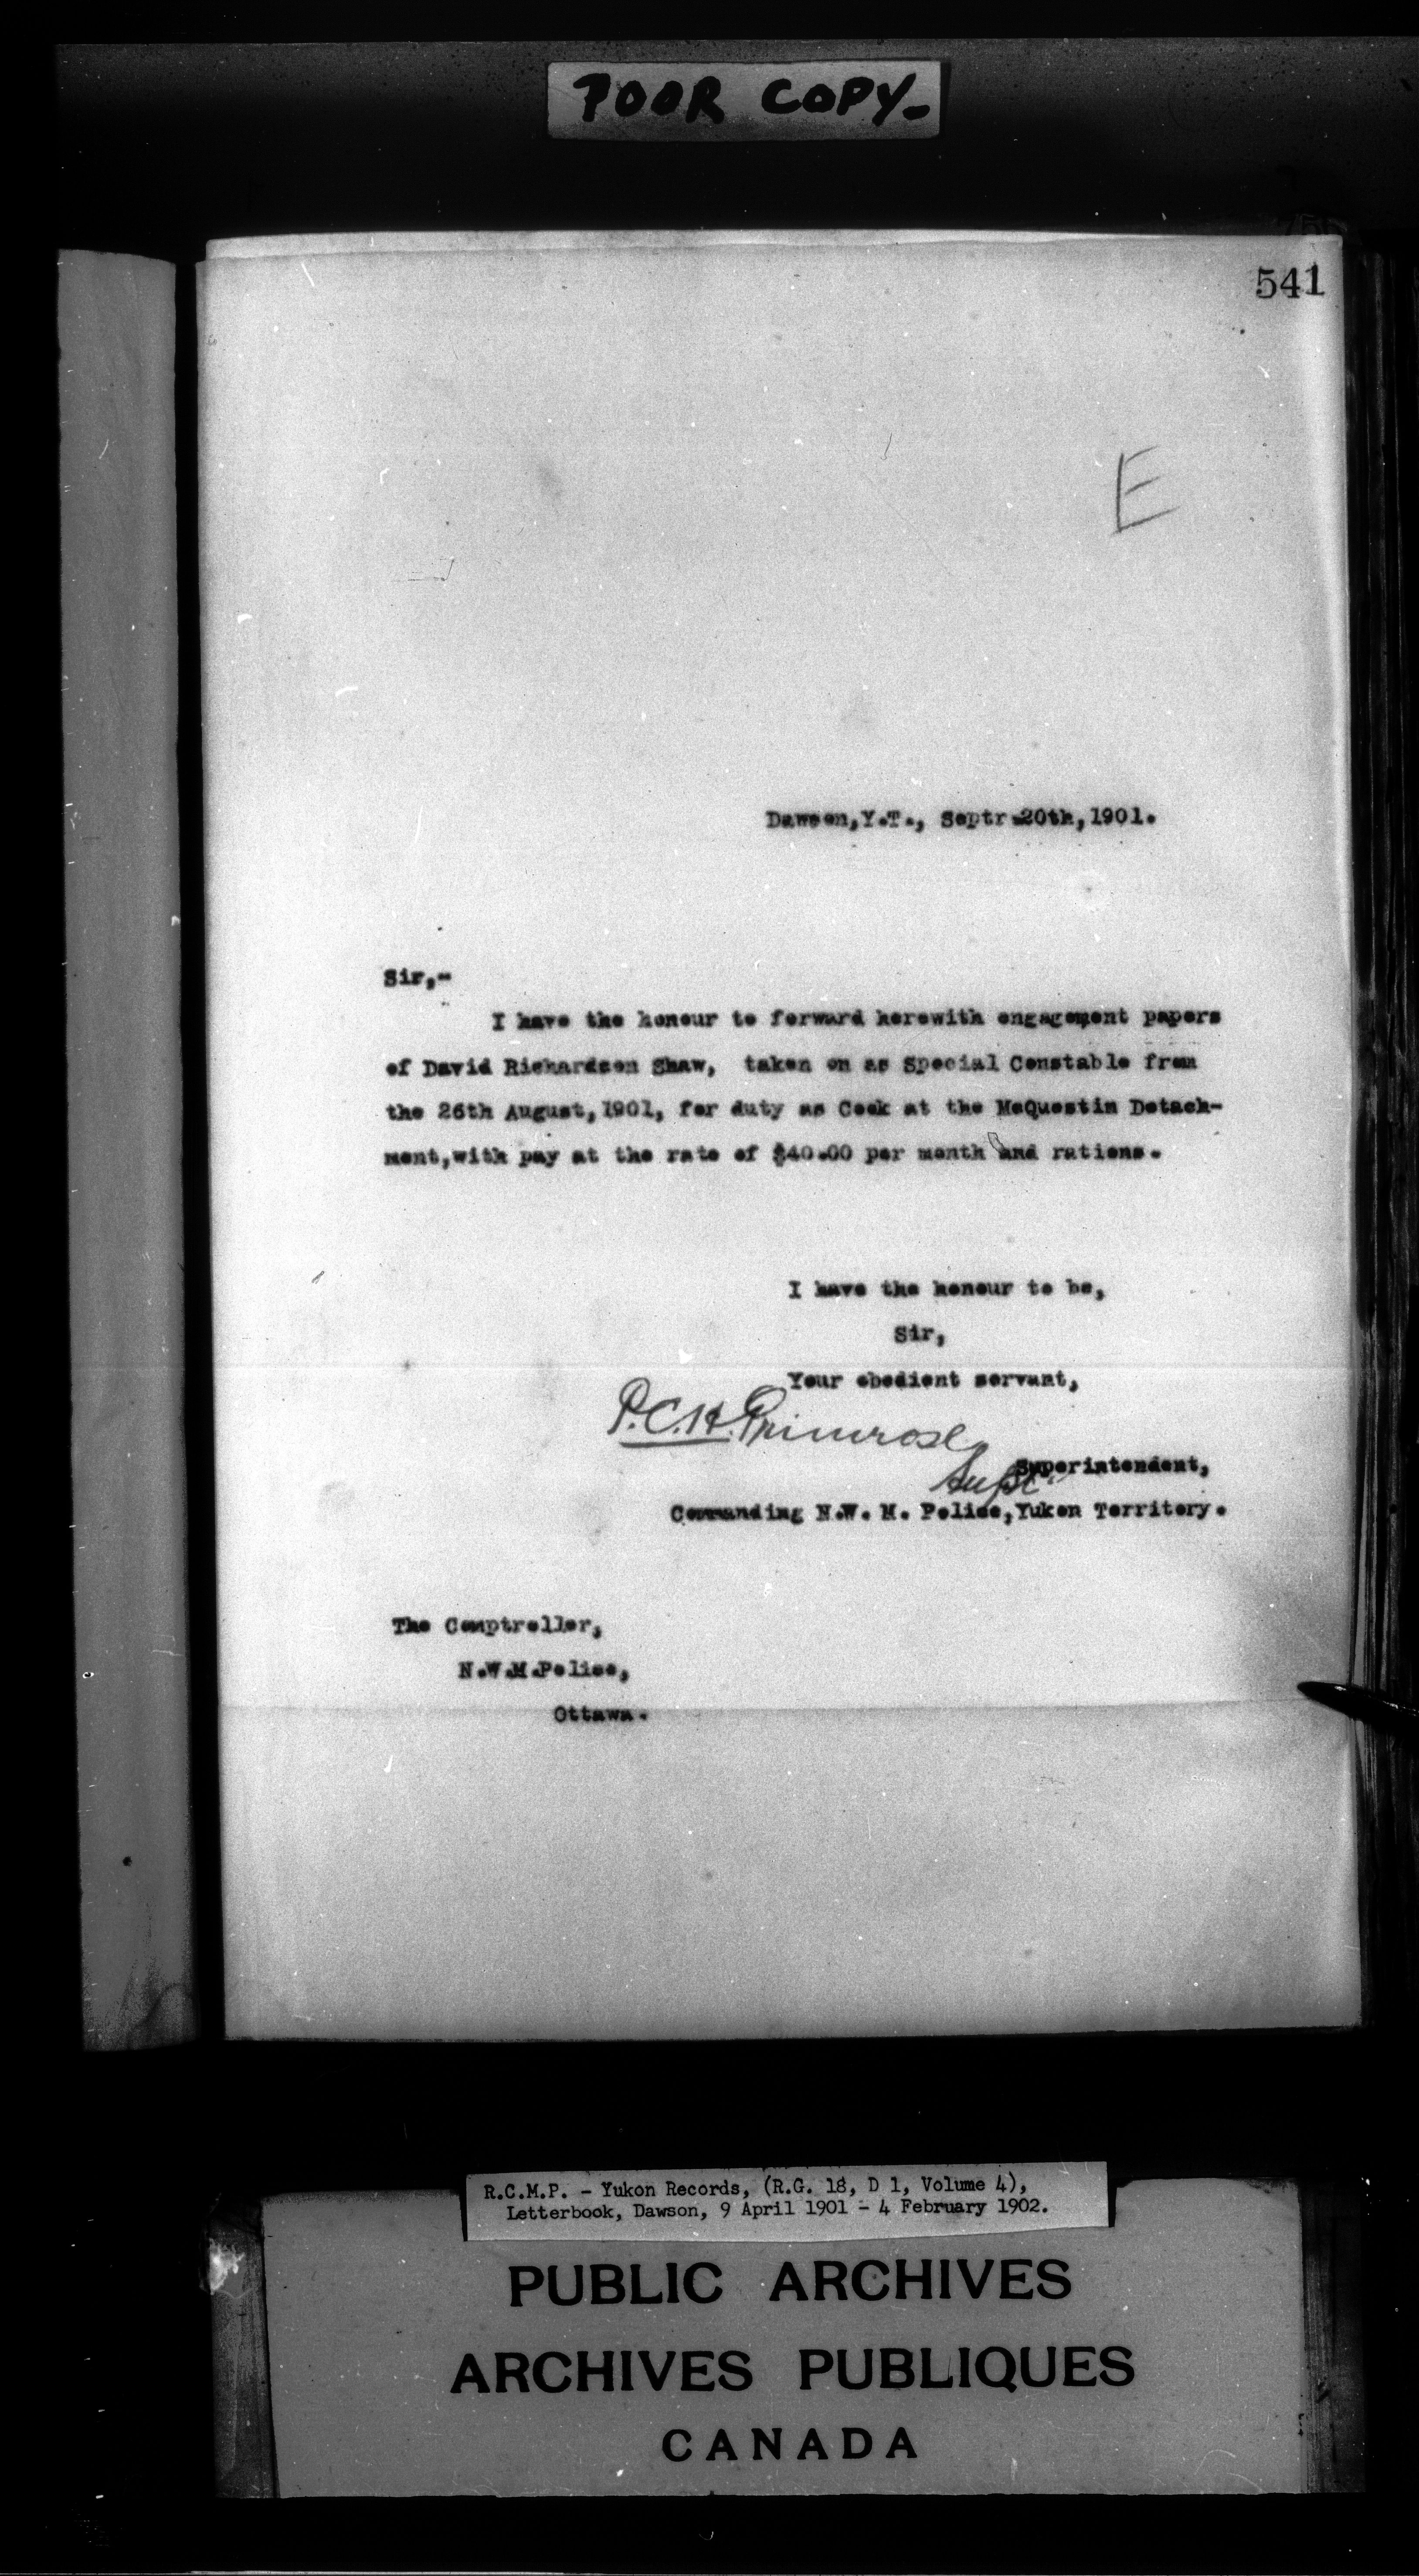 POOR COPY-
541
E
Dawson,Y.T., Septr.20th,1901.
Sir,-
I have the honour to forward herewith engagement papers
of David Richardson Shaw, taken on as Special Constable from
the 26th August,1901, for duty as Cook at the McQuestin Detach-
ment,with pay at the rate of $40.00 per month and rations.
I have the honour to be,
Sir,
Your obedient servant,
P.C.H. Primrose
Supt.
Superintendent,
Commanding N.W. M. Police,Yukon Territory.
The Comptroller,
N.W.M.Police,
Ottawa.
R.C.M.P. - Yukon Records, (R.G. 18, D 1, Volume 4),
Letterbook, Dawson, 9 April 1901 - 4 February 1902.
PUBLIC ARCHIVES
ARCHIVES PUBLIQUES
CANADA